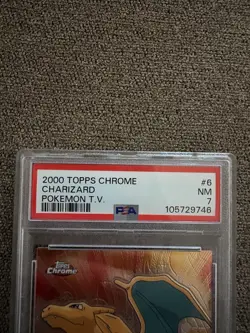 2000 TOPPS CHROME #6
CHARIZARD NM
POKEMON T.V. 7
PSA 105729746
Topps
Chrome